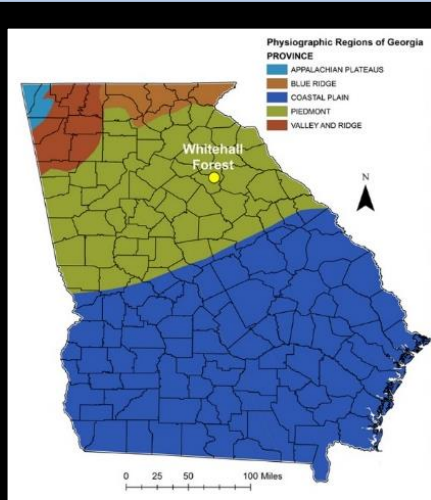 Physiographic Regions of Georgia
PROVINCE
APPALACHIAN PLATEAUS
BLUE RIDGE
COASTAL PLAIN
PIEDMONT
VALLEY AND RIDGE
Whitehall
Forest
N
0 25 50 100 Miles